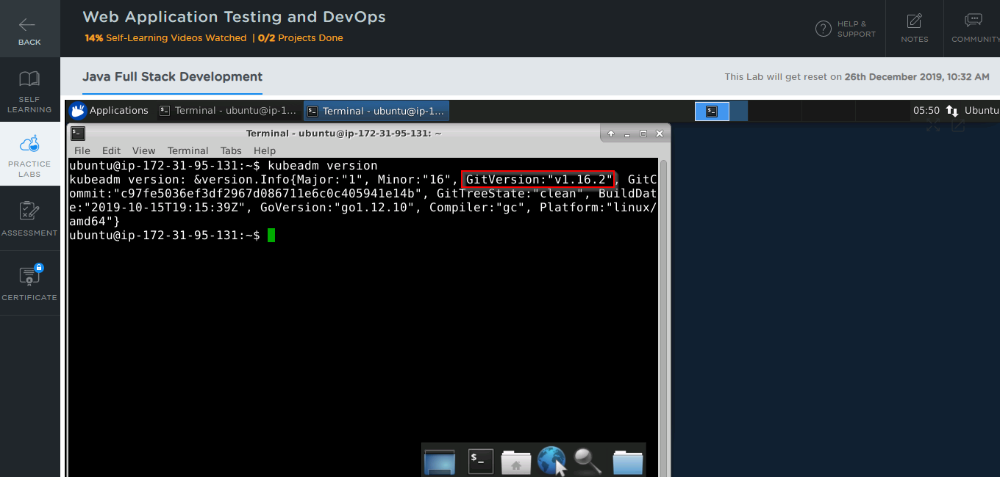 BACK
Web Application Testing and DevOps
14% Self-Learning Videos Watched | 0/2 Projects Done
HELP &
SUPPORT
NOTES
COMMUNITY
SELF
LEARNING
PRACTICE
LABS
ASSESSMENT
CERTIFICATE
Java Full Stack Development
This Lab will get reset on 26th December 2019, 10:32 AM
Applications
Terminal - ubuntu@ip-1...
Terminal - ubuntu@ip-1...
05:50
Ubuntu
Terminal - ubuntu@ip-172-31-95-131: ~
File Edit View Terminal Tabs Help
ubuntu@ip-172-31-95-131:~$ kubeadm version
kubeadm version: &version.Info{Major:"1", Minor:"16", GitVersion:"v1.16.2", GitC
ommit:"c97fe5036ef3df2967d086711e6c0c405941e14b", GitTreeState:"clean", BuildDat
e:"2019-10-15T19:15:39Z", GoVersion:"go1.12.10", Compiler:"gc", Platform:"linux/
amd64"}
ubuntu@ip-172-31-95-131:~$